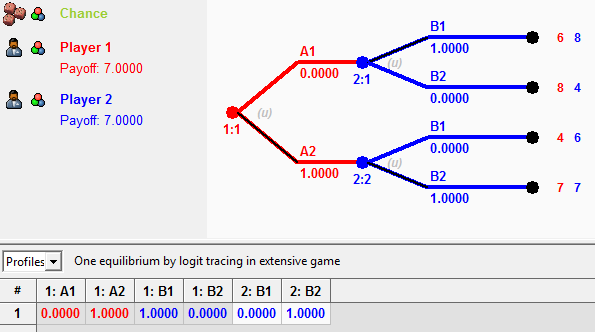 Chance
Player 1
Payoff: 7.0000
Player 2
Payoff: 7.0000
1:1
(u)
A1
0.0000
A2
1.0000
2:1
(u)
B1
1.0000
6 8
B2
0.0000
8 4
2:2
(u)
B1
0.0000
4 6
B2
1.0000
7 7
Profiles One equilibrium by logit tracing in extensive game
# 1: A1 1: A2 1: B1 1: B2 2: B1 2: B2
1 0.0000 1.0000 1.0000 0.0000 0.0000 1.0000